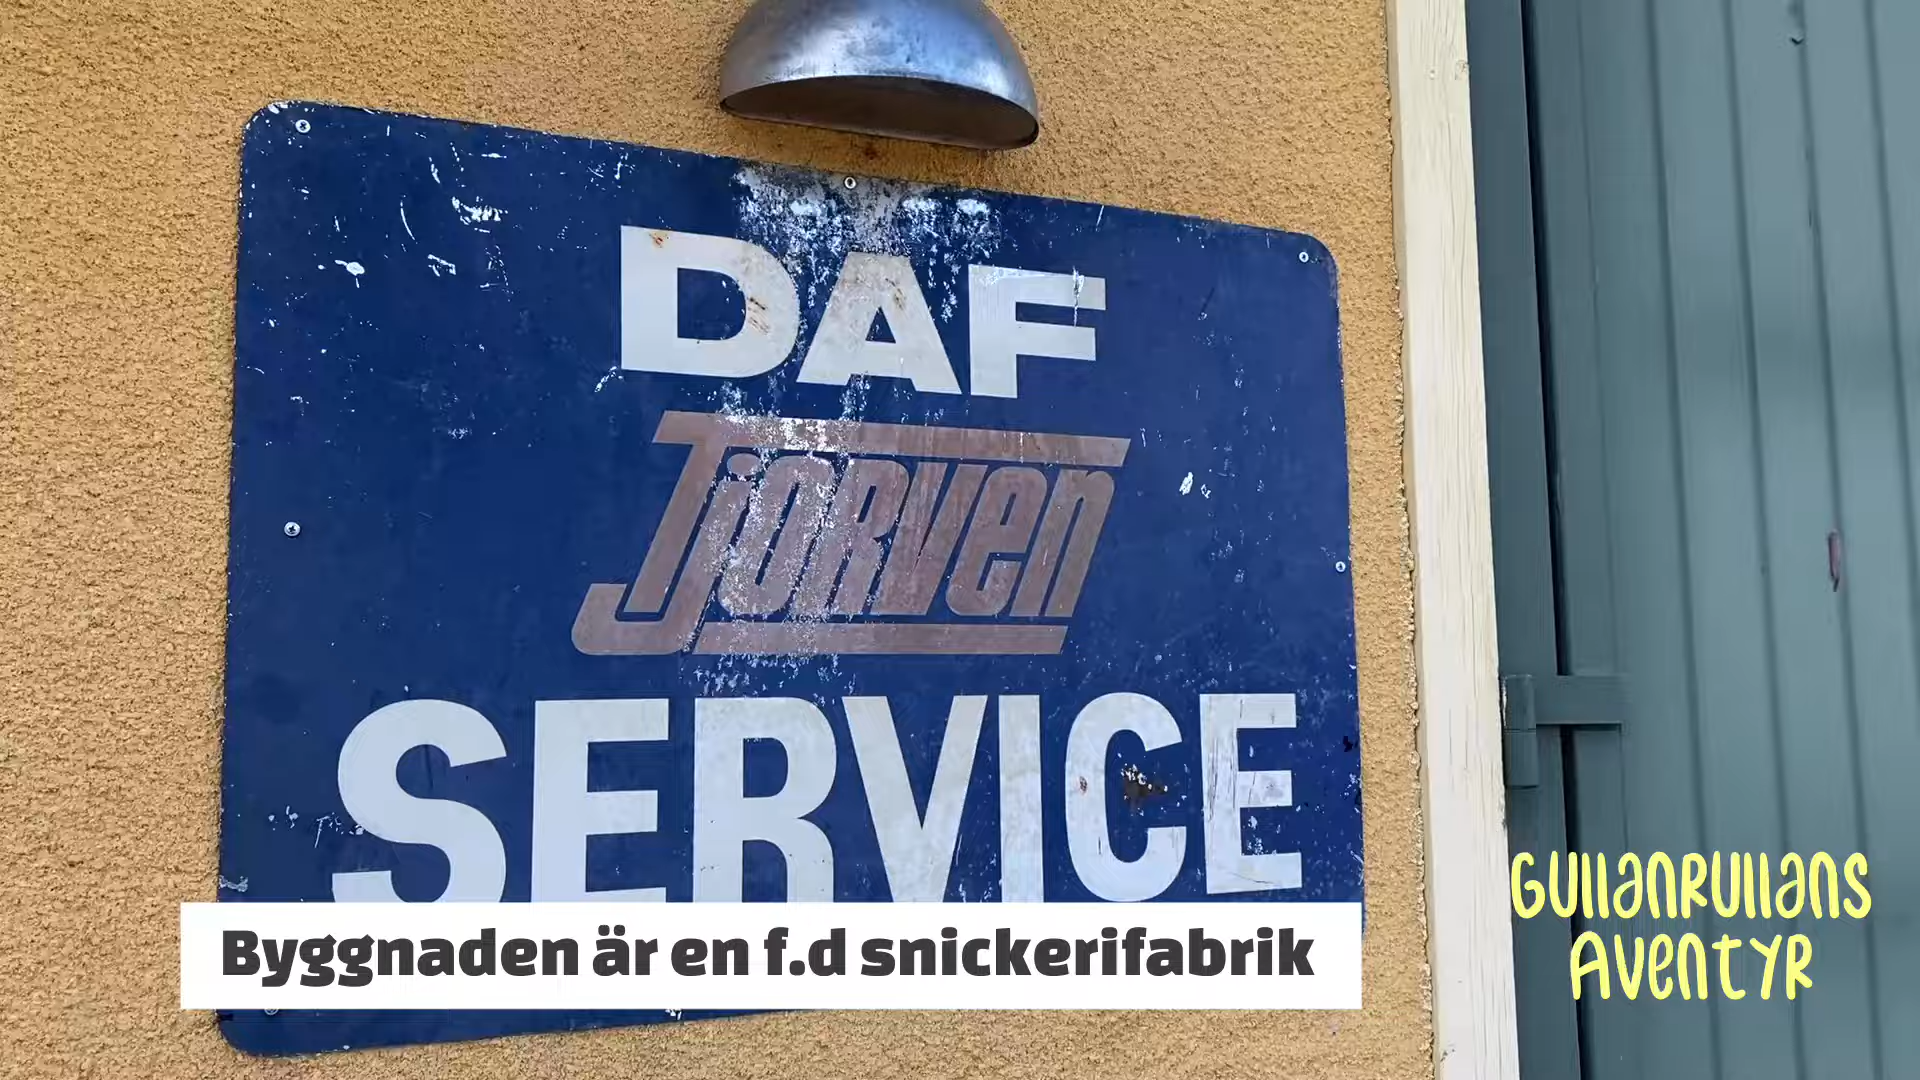 DAF
Tjorven
SERVICE
Byggnaden är en f.d snickerifabrik
GullanRullans
Aventyr